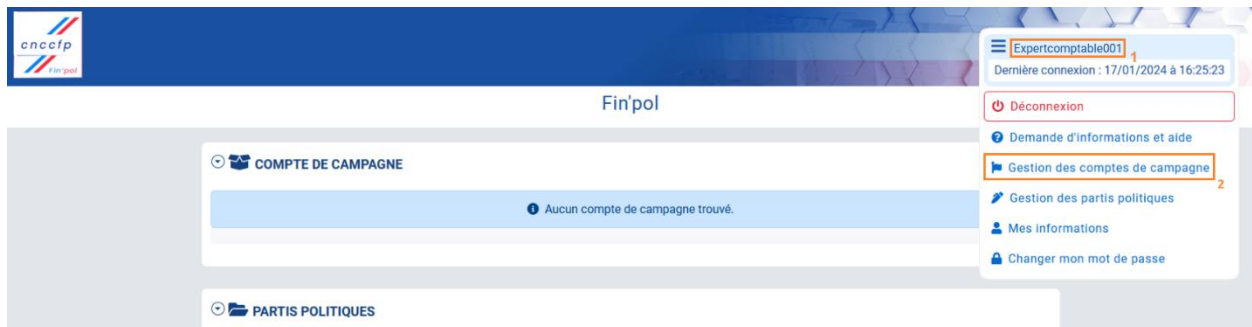 cnccfp
Fin'pol
Expertcomptable001
1
Dernière connexion : 17/01/2024 à 16:25:23
Fin'pol
Déconnexion
Demande d'informations et aide
COMPTE DE CAMPAGNE
Gestion des comptes de campagne
2
Aucun compte de campagne trouvé.
Gestion des partis politiques
Mes informations
Changer mon mot de passe
PARTIS POLITIQUES